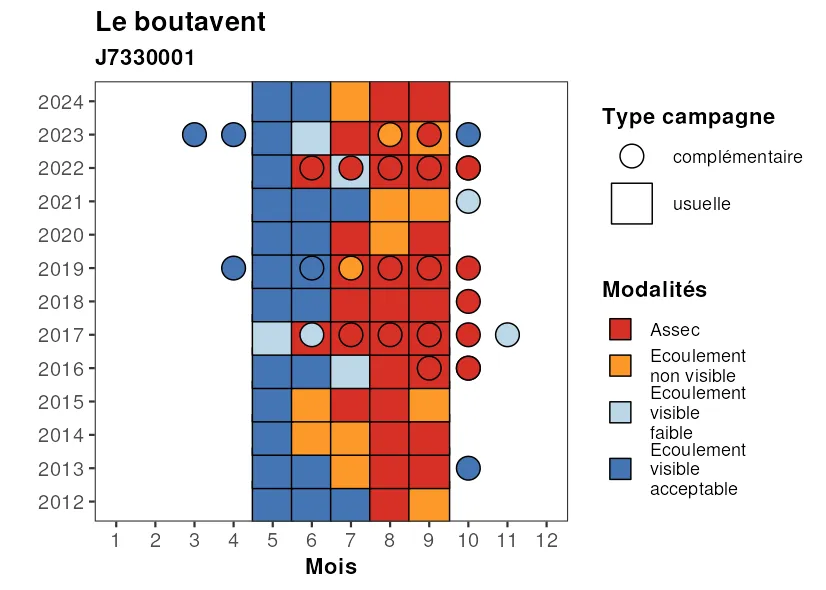 Le boutavent
J7330001
2024
2023
2022
2021
2020
2019
2018
2017
2016
2015
2014
2013
2012
1 2 3 4 5 6 7 8 9 10 11 12
Mois
Type campagne
complémentaire
usuelle
Modalités
Assec
Ecoulement
non visible
Ecoulement
visible
faible
Ecoulement
visible
acceptable